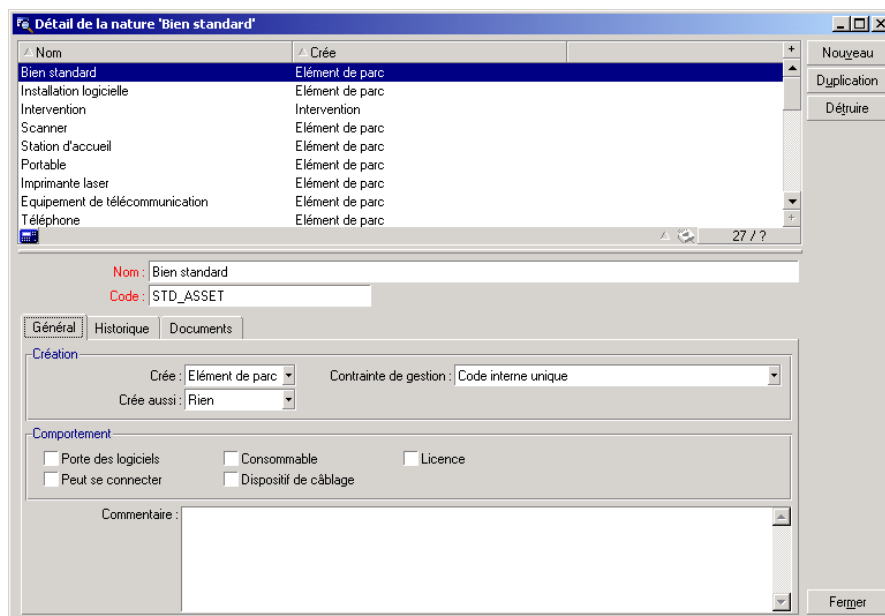 Détail de la nature 'Bien standard'
Nom Crée + Nouveau
Bien standard Elément de parc
Installation logicielle Elément de parc Duplication
Intervention Intervention Détruire
Scanner Elément de parc
Station d'accueil Elément de parc
Portable Elément de parc
Imprimante laser Elément de parc
Equipement de télécommunication Elément de parc
Téléphone Elément de parc +
27 / ?
Nom : Bien standard
Code : STD_ASSET
Général Historique Documents
Création
Crée : Elément de parc Contrainte de gestion : Code interne unique
Crée aussi : Rien
Comportement
Porte des logiciels Consommable Licence
Peut se connecter Dispositif de câblage
Commentaire :
Fermer